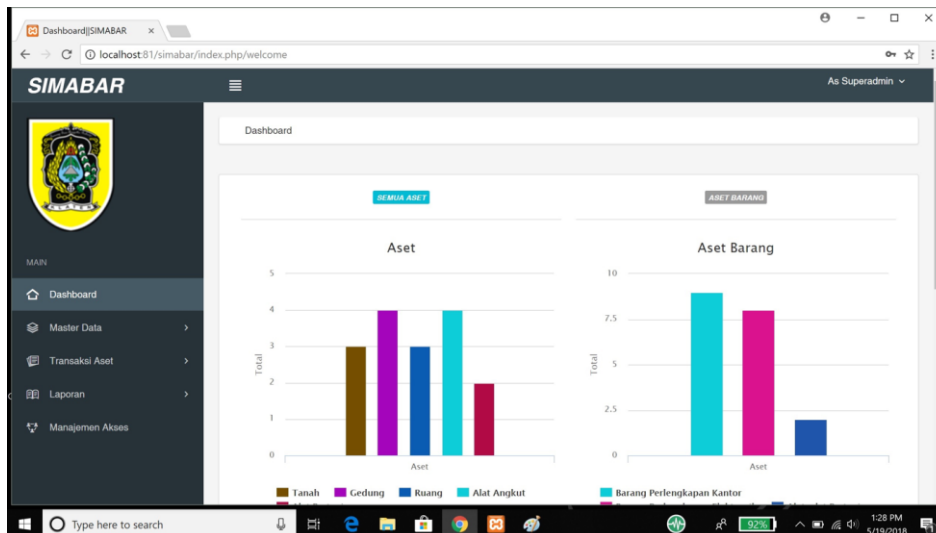 Dashboard||SIMABAR
localhost:81/simabar/index.php/welcome
SIMABAR
As Superadmin
Dashboard
SEMUA ASET
ASET BARANG
MAIN
Dashboard
Master Data
Transaksi Aset
Laporan
Manajemen Akses
Aset
5
4
3
2
1
0
Total
Aset
Tanah
Gedung
Ruang
Alat Angkut
Aset Barang
10
7.5
5
2.5
0
Total
Aset
Barang Perlengkapan Kantor
Type here to search
92%
1:28 PM
5/19/2018